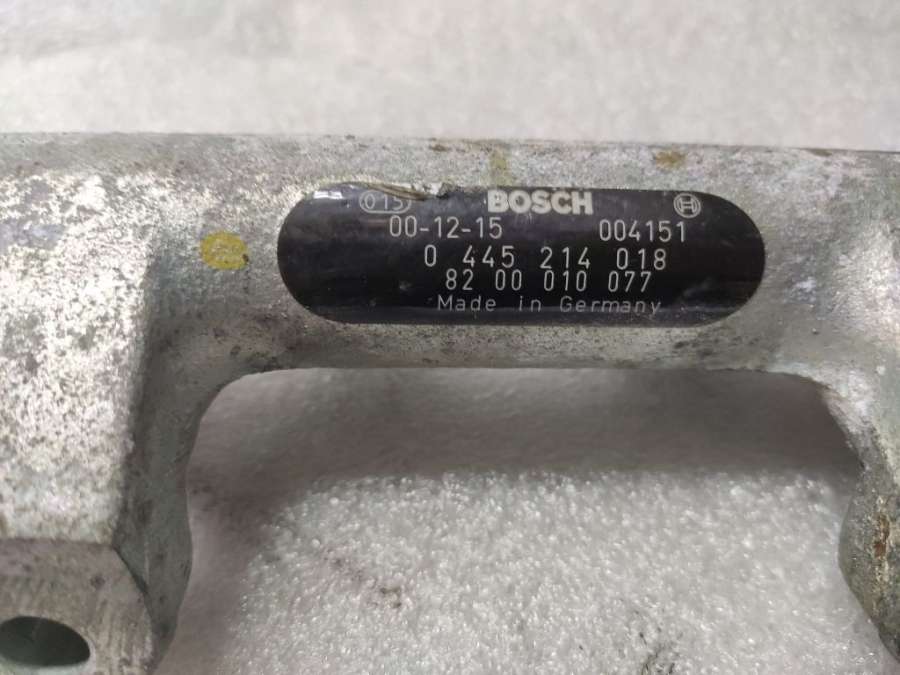 015 BOSCH
00-12-15 004151
0 445 214 018
82 00 010 077
Made in Germany